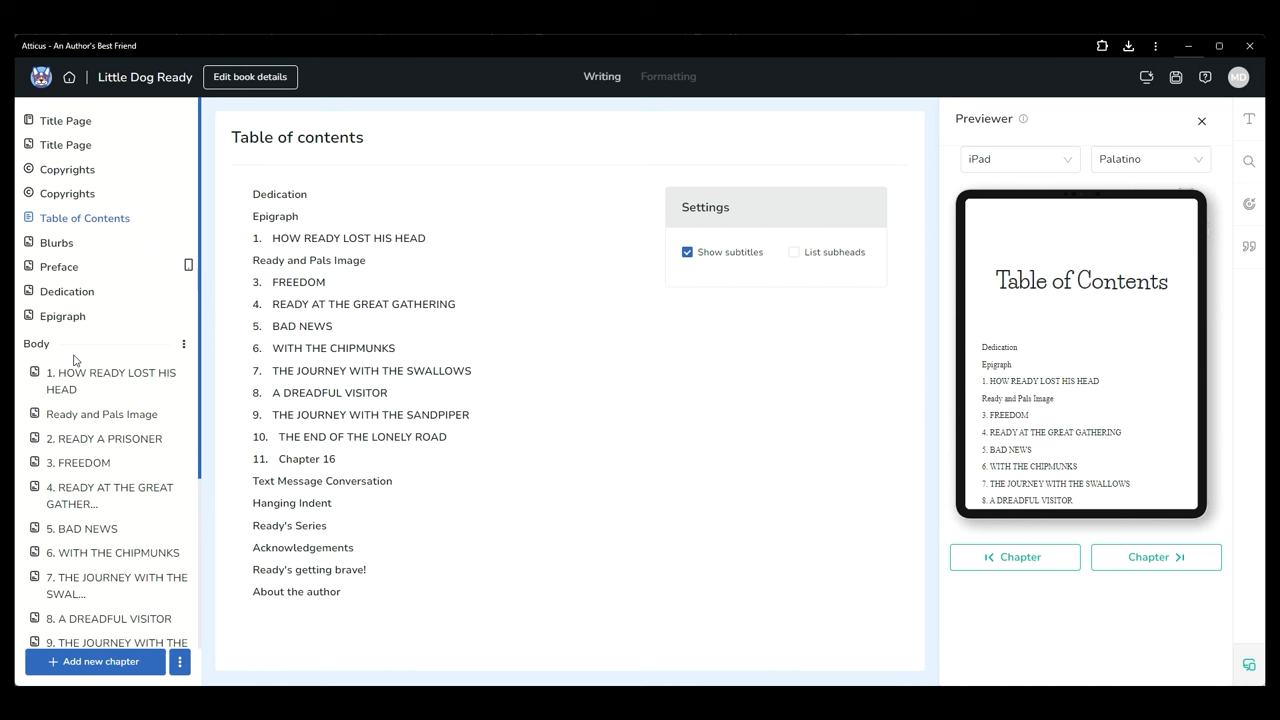 Atticus - An Author's Best Friend
Little Dog Ready
Edit book details
Writing
Formatting
MD
Title Page
Title Page
Copyrights
Copyrights
Table of Contents
Blurbs
Preface
Dedication
Epigraph
Body
1. HOW READY LOST HIS
HEAD
Ready and Pals Image
2. READY A PRISONER
3. FREEDOM
4. READY AT THE GREAT
GATHER...
5. BAD NEWS
6. WITH THE CHIPMUNKS
7. THE JOURNEY WITH THE
SWAL...
8. A DREADFUL VISITOR
9. THE JOURNEY WITH THE
+ Add new chapter
Table of contents
Dedication
Epigraph
1. HOW READY LOST HIS HEAD
Ready and Pals Image
3. FREEDOM
4. READY AT THE GREAT GATHERING
5. BAD NEWS
6. WITH THE CHIPMUNKS
7. THE JOURNEY WITH THE SWALLOWS
8. A DREADFUL VISITOR
9. THE JOURNEY WITH THE SANDPIPER
10. THE END OF THE LONELY ROAD
11. Chapter 16
Text Message Conversation
Hanging Indent
Ready's Series
Acknowledgements
Ready's getting brave!
About the author
Settings
Show subtitles
List subheads
Previewer
iPad
Palatino
Table of Contents
Dedication
Epigraph
1. HOW READY LOST HIS HEAD
Ready and Pals Image
3. FREEDOM
4. READY AT THE GREAT GATHERING
5. BAD NEWS
6. WITH THE CHIPMUNKS
7. THE JOURNEY WITH THE SWALLOWS
8. A DREADFUL VISITOR
Chapter
Chapter